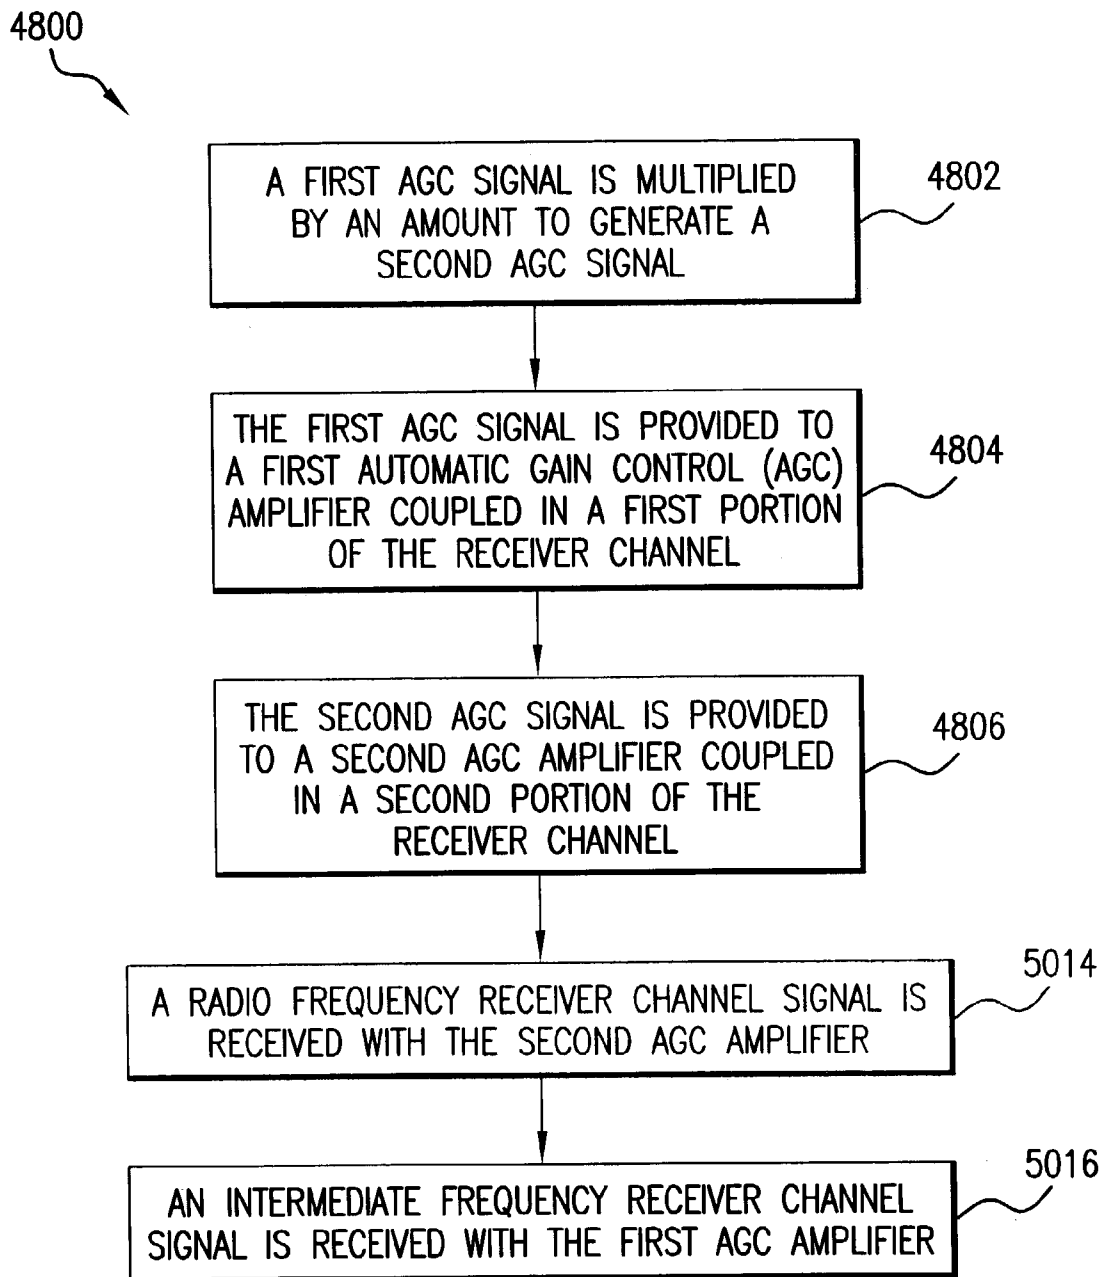 4800
A FIRST AGC SIGNAL IS MULTIPLIED
BY AN AMOUNT TO GENERATE A
SECOND AGC SIGNAL
4802
THE FIRST AGC SIGNAL IS PROVIDED TO
A FIRST AUTOMATIC GAIN CONTROL (AGC)
AMPLIFIER COUPLED IN A FIRST PORTION
OF THE RECEIVER CHANNEL
4804
THE SECOND AGC SIGNAL IS PROVIDED
TO A SECOND AGC AMPLIFIER COUPLED
IN A SECOND PORTION OF THE
RECEIVER CHANNEL
4806
A RADIO FREQUENCY RECEIVER CHANNEL SIGNAL IS
RECEIVED WITH THE SECOND AGC AMPLIFIER
5014
AN INTERMEDIATE FREQUENCY RECEIVER CHANNEL
SIGNAL IS RECEIVED WITH THE FIRST AGC AMPLIFIER
5016